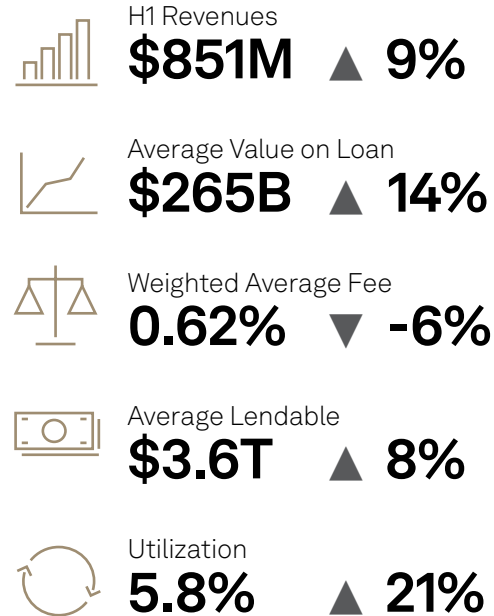 H1 Revenues
$851M ▲ 9%
Average Value on Loan
$265B ▲ 14%
Weighted Average Fee
0.62% ▼ -6%
Average Lendable
$3.6T ▲ 8%
Utilization
5.8% ▲ 21%